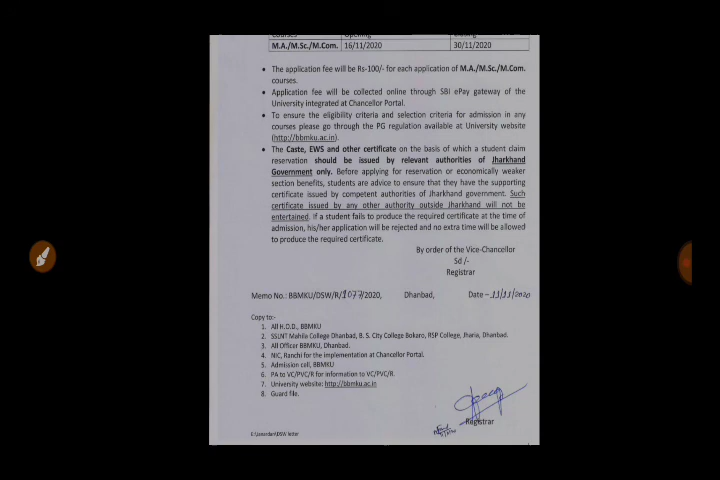 Courses Opening Closing
M.A./M.Sc./M.Com. 16/11/2020 30/11/2020
• The application fee will be Rs-100/- for each application of M.A./M.Sc./M.Com.
courses.
• Application fee will be collected online through SBI ePay gateway of the
University integrated at Chancellor Portal.
• To ensure the eligibility criteria and selection criteria for admission in any
courses please go through the PG regulation available at University website
(http://bbmku.ac.in).
• The Caste, EWS and other certificate on the basis of which a student claim
reservation should be issued by relevant authorities of Jharkhand
Government only. Before applying for reservation or economically weaker
section benefits, students are advice to ensure that they have the supporting
certificate issued by competent authorities of Jharkhand government. Such
certificate issued by any other authority outside Jharkhand will not be
entertained. If a student fails to produce the required certificate at the time of
admission, his/her application will be rejected and no extra time will be allowed
to produce the required certificate.
By order of the Vice-Chancellor
Sd /-
Registrar
Memo No.: BBMKU/DSW/R/1077/2020, Dhanbad, Date – 11/11/2020
Copy to:-
1. All H.O.D., BBMKU
2. SSLNT Mahila College Dhanbad, B. S. City College Bokaro, RSP College, Jharia, Dhanbad.
3. All Officer BBMKU, Dhanbad.
4. NIC, Ranchi for the implementation at Chancellor Portal.
5. Admission cell, BBMKU
6. PA to VC/PVC/R for information to VC/PVC/R.
7. University website: http://bbmku.ac.in
8. Guard file.
Registrar
E:\Janardan\DSW letter